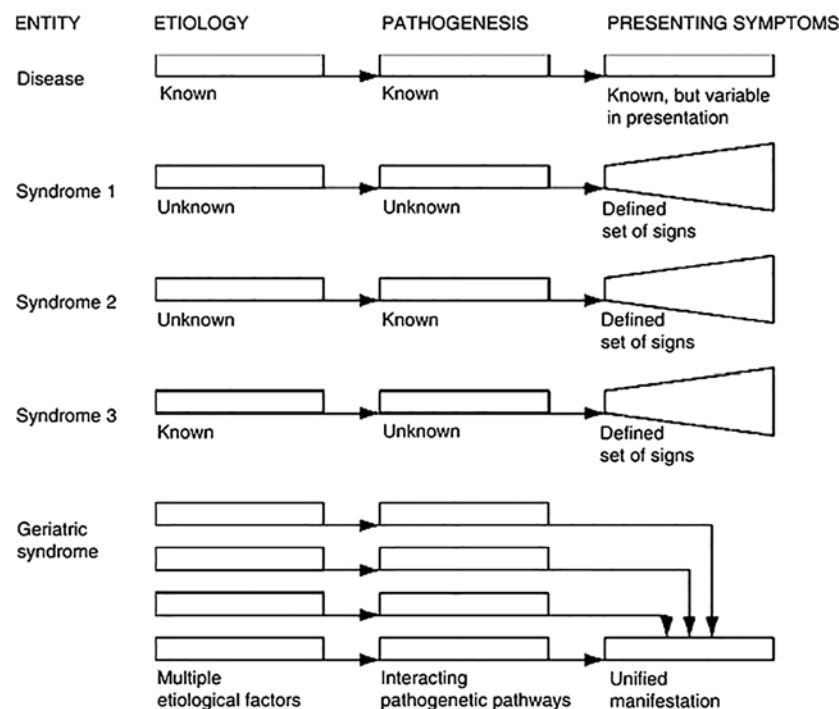 ENTITY ETIOLOGY PATHOGENESIS PRESENTING SYMPTOMS
Disease
Known Known Known, but variable
in presentation
Syndrome 1
Unknown Unknown Defined
set of signs
Syndrome 2
Unknown Known Defined
set of signs
Syndrome 3
Known Unknown Defined
set of signs
Geriatric
syndrome
Multiple Interacting Unified
etiological factors pathogenetic pathways manifestation